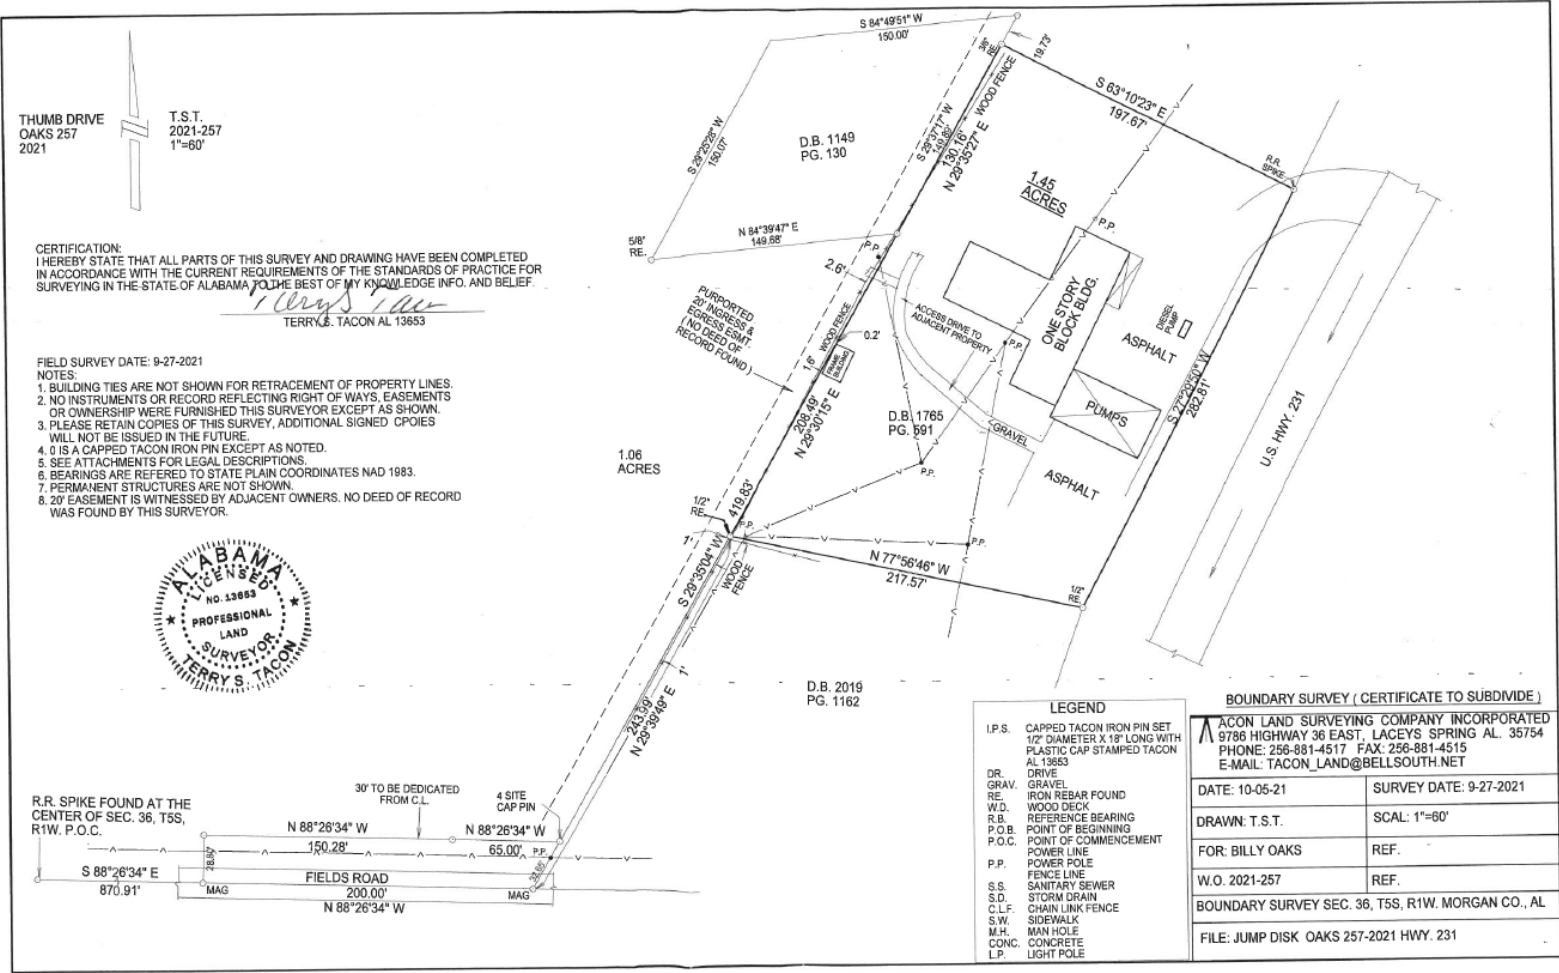 THUMB DRIVE
OAKS 257
2021
T.S.T.
2021-257
1"=60'
CERTIFICATION:
I HEREBY STATE THAT ALL PARTS OF THIS SURVEY AND DRAWING HAVE BEEN COMPLETED
IN ACCORDANCE WITH THE CURRENT REQUIREMENTS OF THE STANDARDS OF PRACTICE FOR
SURVEYING IN THE STATE OF ALABAMA TO THE BEST OF MY KNOWLEDGE INFO. AND BELIEF.
TERRY S. TACON AL 13653
FIELD SURVEY DATE: 9-27-2021
NOTES:
1. BUILDING TIES ARE NOT SHOWN FOR RETRACEMENT OF PROPERTY LINES.
2. NO INSTRUMENTS OR RECORD REFLECTING RIGHT OF WAYS, EASEMENTS
OR OWNERSHIP WERE FURNISHED THIS SURVEYOR EXCEPT AS SHOWN.
3. PLEASE RETAIN COPIES OF THIS SURVEY, ADDITIONAL SIGNED CPOIES
WILL NOT BE ISSUED IN THE FUTURE.
4. 0 IS A CAPPED TACON IRON PIN EXCEPT AS NOTED.
5. SEE ATTACHMENTS FOR LEGAL DESCRIPTIONS.
6. BEARINGS ARE REFERED TO STATE PLAIN COORDINATES NAD 1983.
7. PERMANENT STRUCTURES ARE NOT SHOWN.
8. 20' EASEMENT IS WITNESSED BY ADJACENT OWNERS. NO DEED OF RECORD
WAS FOUND BY THIS SURVEYOR.
ALABAMA
LICENSED
NO. 13653
PROFESSIONAL
LAND
SURVEYOR
TERRY S. TACON
S 84°49'51" W
150.00'
S 29°25'28" W
150.07'
D.B. 1149
PG. 130
N 84°39'47" E
149.68'
5/8"
RE.
3/8"
RE.
19.73'
WOOD FENCE
S 29°37'17" W
149.89'
130.16'
N 29°35'27" E
S 63°10'23" E
197.67'
R.R.
SPIKE
1.45
ACRES
P.P.
P.P.
2.6'
PURPORTED
20' INGRESS &
EGRESS ESMT.
( NO DEED OF
RECORD FOUND )
WOOD FENCE
0.2'
1.6'
FRAME
BUILDING
ACCESS DRIVE TO
ADJACENT PROPERTY
P.P.
ONE STORY
BLOCK BLDG.
DIESEL
PUMP
ASPHALT
PUMPS
S 27°29'50" W
282.81'
U.S. HWY. 231
208.49'
N 29°30'15" E
D.B. 1765
PG. 591
GRAVEL
P.P.
ASPHALT
1.06
ACRES
419.83'
1/2"
RE.
P.P.
1'
P.P.
N 77°56'46" W
217.57'
1/2"
RE.
S 29°35'04" W
WOOD
FENCE
1'
243.99'
N 29°39'49" E
D.B. 2019
PG. 1162
R.R. SPIKE FOUND AT THE
CENTER OF SEC. 36, T5S,
R1W. P.O.C.
30' TO BE DEDICATED
FROM C.L.
4 SITE
CAP PIN
N 88°26'34" W
150.28'
N 88°26'34" W
65.00'
P.P.
28.80'
S 88°26'34" E
870.91'
MAG
FIELDS ROAD
200.00'
N 88°26'34" W
MAG
LEGEND
I.P.S. CAPPED TACON IRON PIN SET
1/2" DIAMETER X 18" LONG WITH
PLASTIC CAP STAMPED TACON
AL 13653
DR. DRIVE
GRAV. GRAVEL
RE. IRON REBAR FOUND
W.D. WOOD DECK
R.B. REFERENCE BEARING
P.O.B. POINT OF BEGINNING
P.O.C. POINT OF COMMENCEMENT
POWER LINE
P.P. POWER POLE
FENCE LINE
S.S. SANITARY SEWER
S.D. STORM DRAIN
C.L.F. CHAIN LINK FENCE
S.W. SIDEWALK
M.H. MAN HOLE
CONC. CONCRETE
L.P. LIGHT POLE
BOUNDARY SURVEY ( CERTIFICATE TO SUBDIVIDE )
ACON LAND SURVEYING COMPANY INCORPORATED
9786 HIGHWAY 36 EAST, LACEYS SPRING AL. 35754
PHONE: 256-881-4517 FAX: 256-881-4515
E-MAIL: TACON_LAND@BELLSOUTH.NET
DATE: 10-05-21
SURVEY DATE: 9-27-2021
DRAWN: T.S.T.
SCAL: 1"=60'
FOR: BILLY OAKS
REF.
W.O. 2021-257
REF.
BOUNDARY SURVEY SEC. 36, T5S, R1W. MORGAN CO., AL
FILE: JUMP DISK OAKS 257-2021 HWY. 231